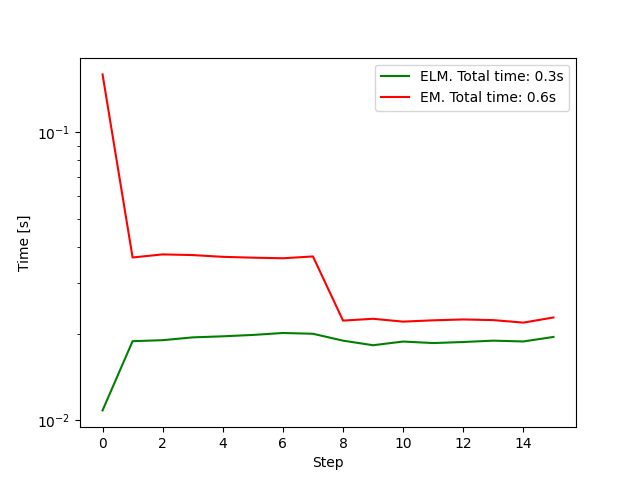 ELM. Total time: 0.3s
EM. Total time: 0.6s
10^{-1}
10^{-2}
Time [s]
0 2 4 6 8 10 12 14
Step